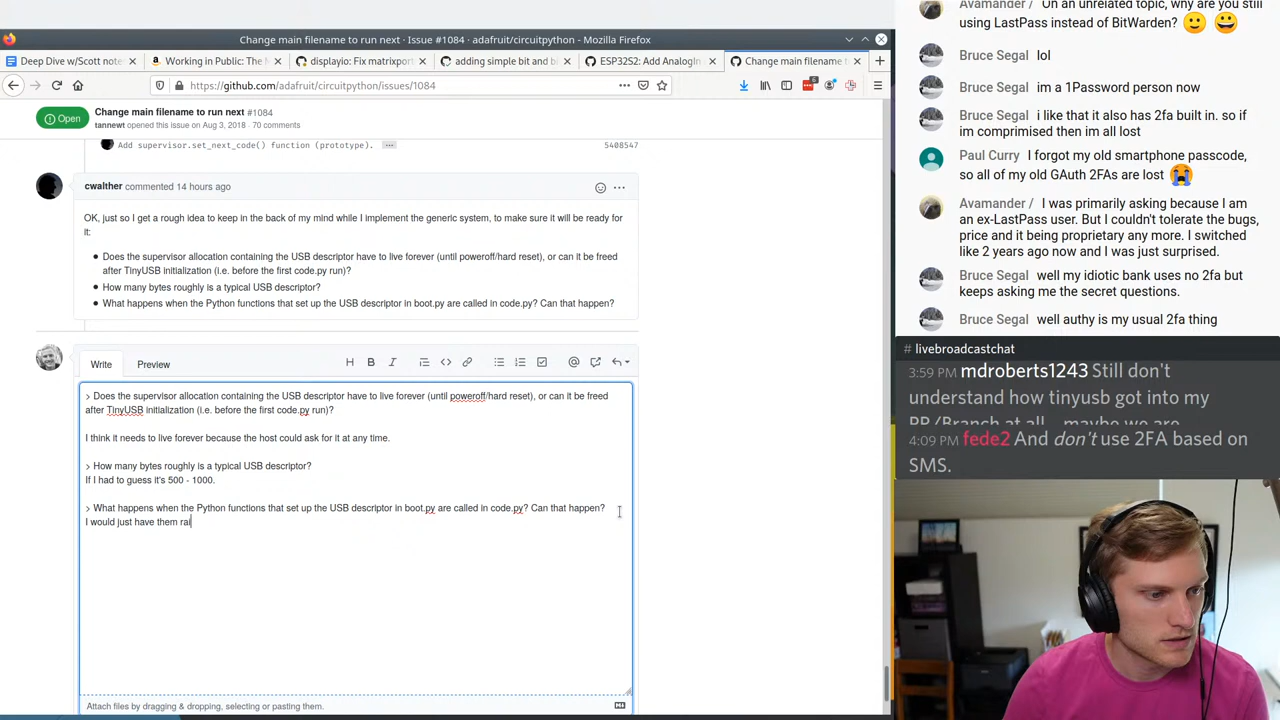 Change main filename to run next · Issue #1084 · adafruit/circuitpython - Mozilla Firefox
Deep Dive w/Scott note
Working in Public: The M
displayio: Fix matrixport
adding simple bit and b
ESP32S2: Add AnalogIn
Change main filename t
https://github.com/adafruit/circuitpython/issues/1084
Open
Change main filename to run next #1084
tannewt opened this issue on Aug 3, 2018 · 70 comments
Add supervisor.set_next_code() function (prototype). ...
5408547
cwalther commented 14 hours ago
OK, just so I get a rough idea to keep in the back of my mind while I implement the generic system, to make sure it will be ready for
it:
Does the supervisor allocation containing the USB descriptor have to live forever (until poweroff/hard reset), or can it be freed
after TinyUSB initialization (i.e. before the first code.py run)?
How many bytes roughly is a typical USB descriptor?
What happens when the Python functions that set up the USB descriptor in boot.py are called in code.py? Can that happen?
Write
Preview
> Does the supervisor allocation containing the USB descriptor have to live forever (until poweroff/hard reset), or can it be freed
after TinyUSB initialization (i.e. before the first code.py run)?
I think it needs to live forever because the host could ask for it at any time.
> How many bytes roughly is a typical USB descriptor?
If I had to guess it's 500 - 1000.
> What happens when the Python functions that set up the USB descriptor in boot.py are called in code.py? Can that happen?
I would just have them rai
Attach files by dragging & dropping, selecting or pasting them.
Avamander / On an unrelated topic, why are you still
using LastPass instead of BitWarden?
Bruce Segal lol
Bruce Segal im a 1Password person now
Bruce Segal i like that it also has 2fa built in. so if
im comprimised then im all lost
Paul Curry I forgot my old smartphone passcode,
so all of my old GAuth 2FAs are lost
Avamander / I was primarily asking because I am
an ex-LastPass user. But I couldn't tolerate the bugs,
price and it being proprietary any more. I switched
like 2 years ago now and I was just surprised.
Bruce Segal well my idiotic bank uses no 2fa but
keeps asking me the secret questions.
Bruce Segal well authy is my usual 2fa thing
# livebroadcastchat
3:59 PM mdroberts1243 Still don't
understand how tinyusb got into my
PR/Branch at all maybe we are
4:09 PM fede2 And don't use 2FA based on
SMS.